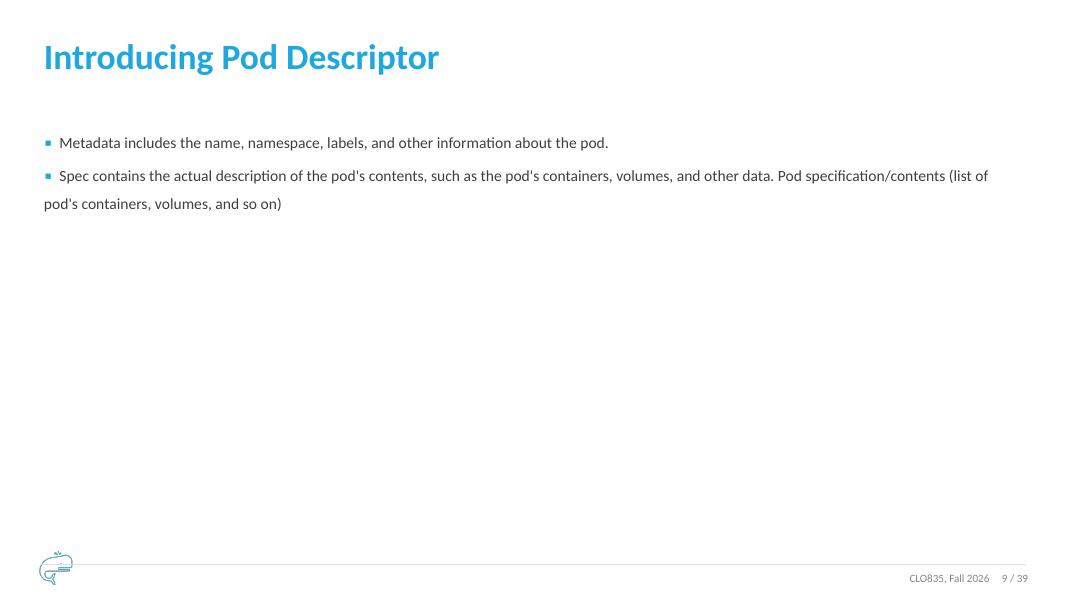 Introducing Pod Descriptor
▪ Metadata includes the name, namespace, labels, and other information about the pod.
▪ Spec contains the actual description of the pod's contents, such as the pod's containers, volumes, and other data. Pod specification/contents (list of
pod's containers, volumes, and so on)
CLO835, Fall 2026 9 / 39